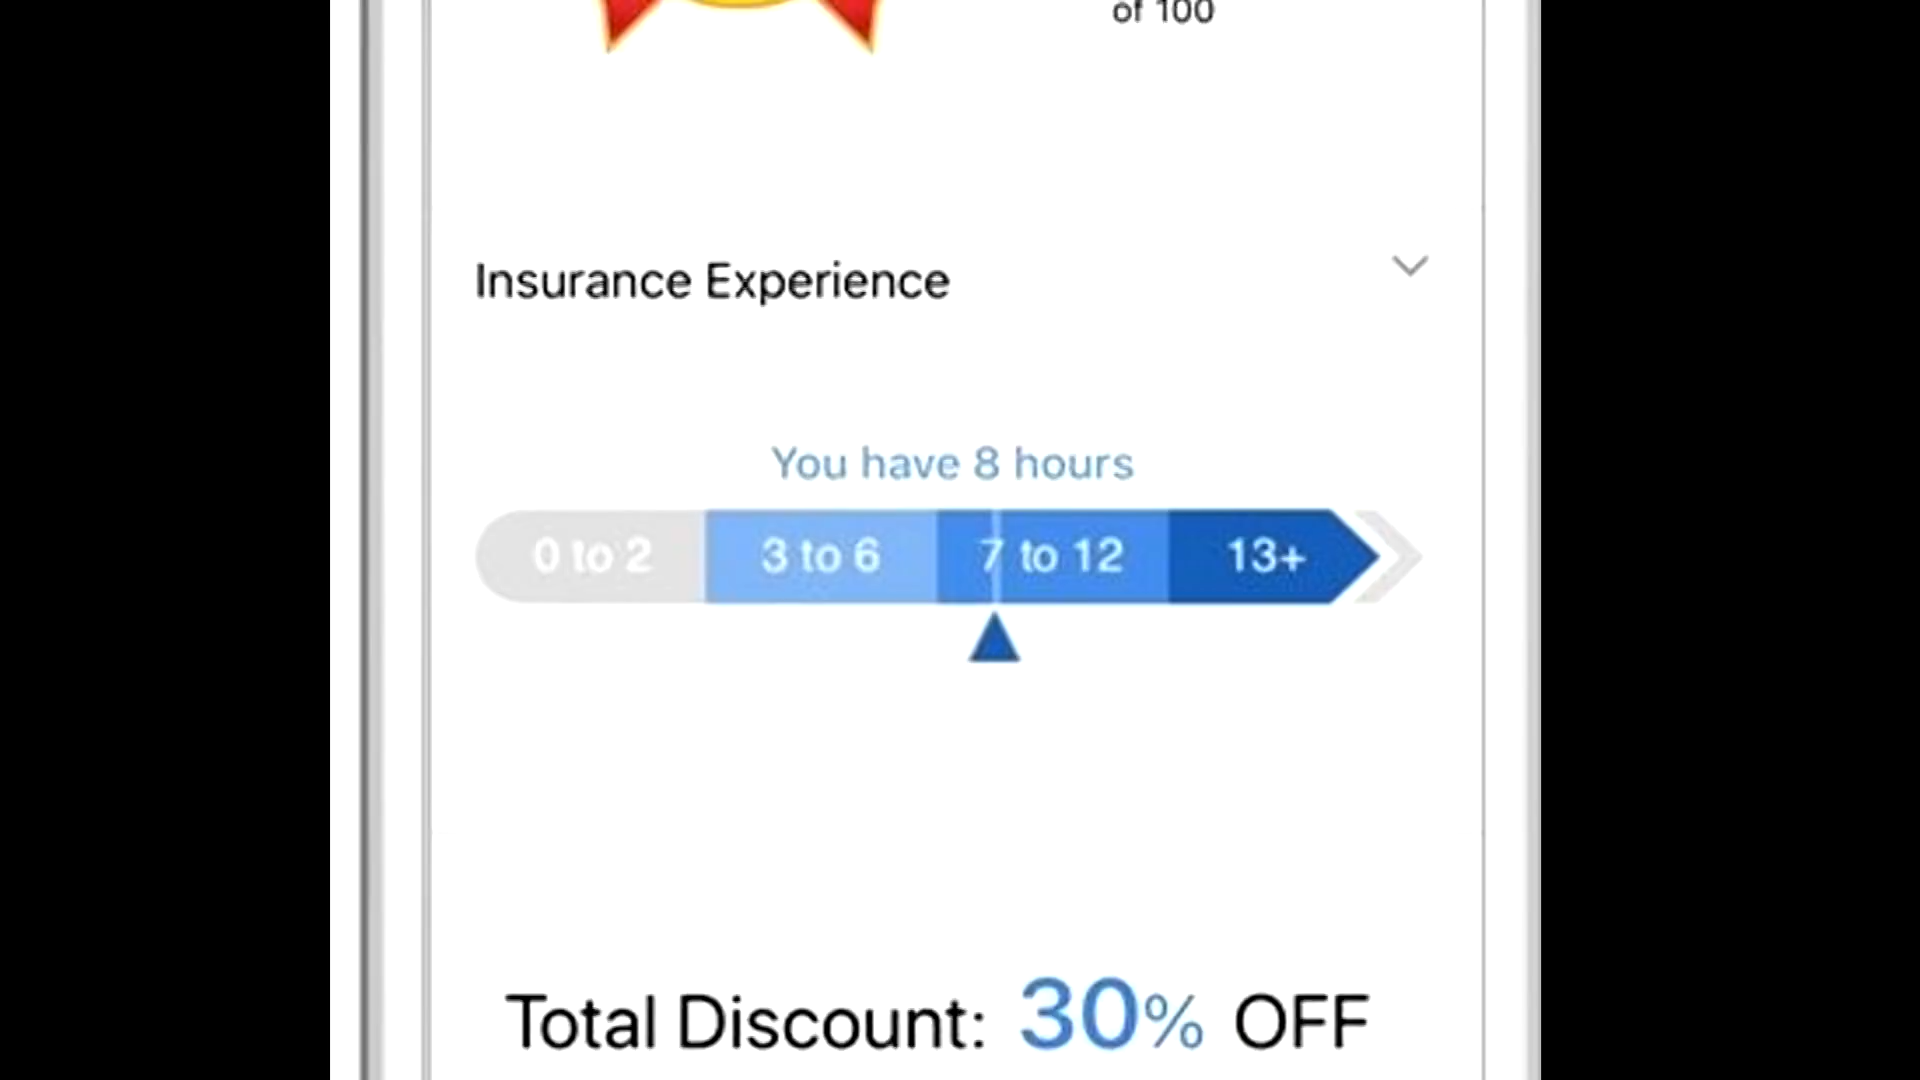 of 100
Insurance Experience
You have 8 hours
0 to 2
3 to 6
7 to 12
13+
Total Discount: 30% OFF